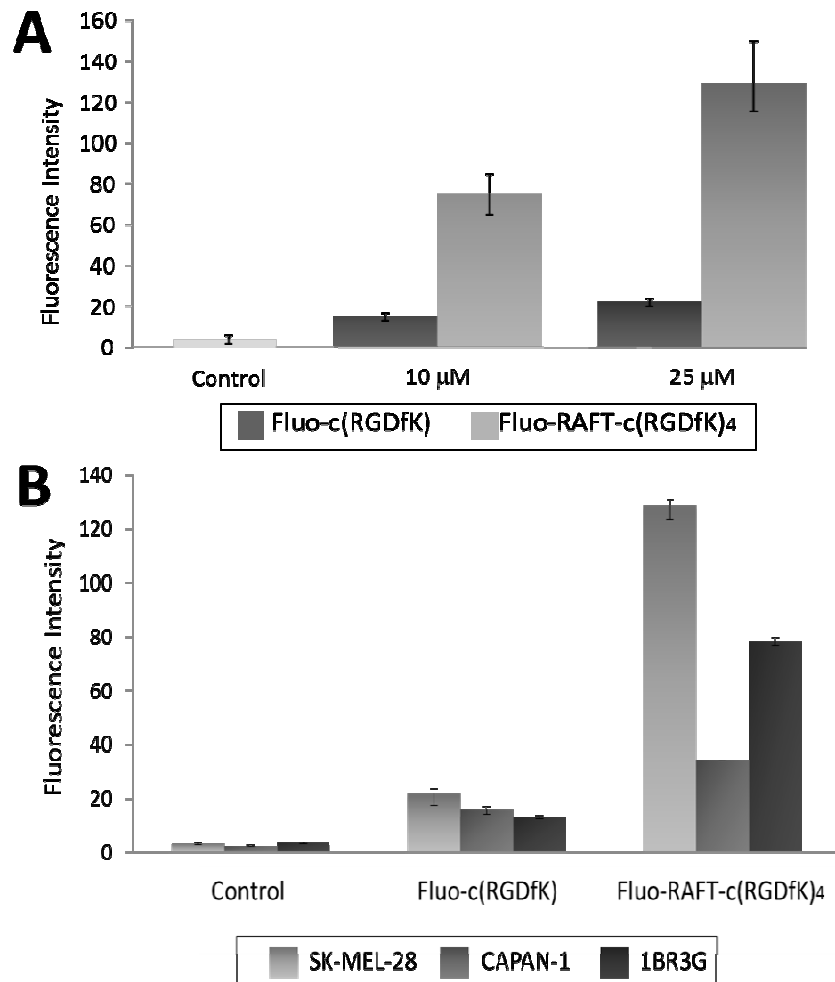 A
Fluorescence Intensity
160
140
120
100
80
60
40
20
0
Control
10 µM
25 µM
Fluo-c(RGDfK)
Fluo-RAFT-c(RGDfK)4
B
Fluorescence Intensity
140
120
100
80
60
40
20
0
Control
Fluo-c(RGDfK)
Fluo-RAFT-c(RGDfK)4
SK-MEL-28
CAPAN-1
1BR3G